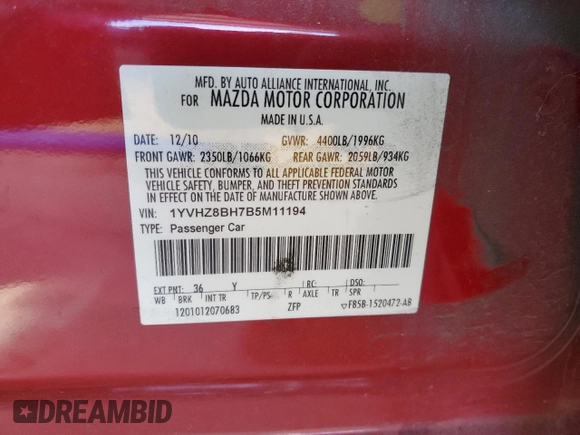 MFD. BY AUTO ALLIANCE INTERNATIONAL, INC.
FOR MAZDA MOTOR CORPORATION
MADE IN U.S.A.
DATE: 12/10 GVWR: 4400LB/1996KG
FRONT GAWR: 2350LB/1066KG REAR GAWR: 2059LB/934KG
THIS VEHICLE CONFORMS TO ALL APPLICABLE FEDERAL MOTOR
VEHICLE SAFETY, BUMPER, AND THEFT PREVENTION STANDARDS
IN EFFECT ON THE DATE OF MANUFACTURE SHOWN ABOVE.
VIN: 1YVHZ8BH7B5M11194
TYPE: Passenger Car
EXT PNT: 36 Y RC: DSO:
WB BRK INT TR TP/PS R AXLE TR SPR
1201012070683 ZFP F85B-1520472-AB
DREAMBID